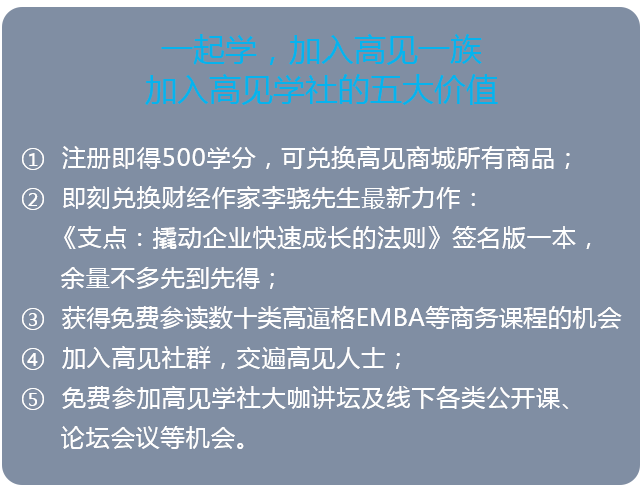 一起学，加入高见一族
加入高见学社的五大价值
① 注册即得500学分，可兑换高见商城所有商品；
② 即刻兑换财经作家李骁先生最新力作：
《支点：撬动企业快速成长的法则》签名版一本，
余量不多先到先得；
③ 获得免费参读数十类高逼格EMBA等商务课程的机会
④ 加入高见社群，交遍高见人士；
⑤ 免费参加高见学社大咖讲坛及线下各类公开课、
论坛会议等机会。